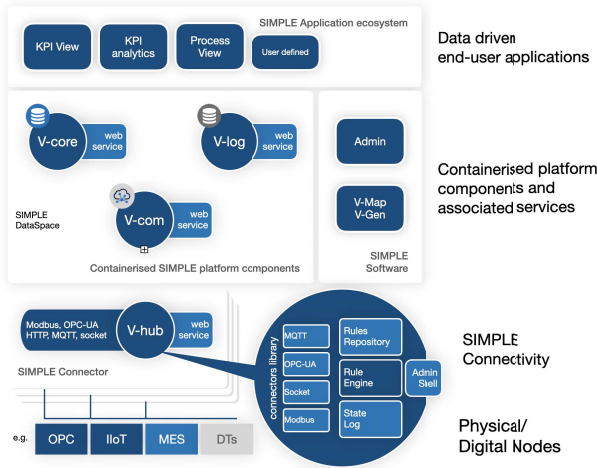 SIMPLE Application ecosystem
KPI View
KPI
analytics
Process
View
User defined
Data driven
end-user applications
V-core
web
service
V-log
web
service
V-com
web
service
SIMPLE
DataSpace
Containerised SIMPLE platform components
Admin
V-Map
V-Gen
SIMPLE
Software
Containerised platform
components and
associated services
Modbus, OPC-UA
HTTP, MQTT, socket
V-hub
web
service
SIMPLE Connector
connectors library
MQTT
OPC-UA
Socket
Modbus
Rules
Repository
Rule
Engine
State
Log
Admin
Skell
SIMPLE
Connectivity
e.g.
OPC
IIoT
MES
DTs
Physical/
Digital Nodes